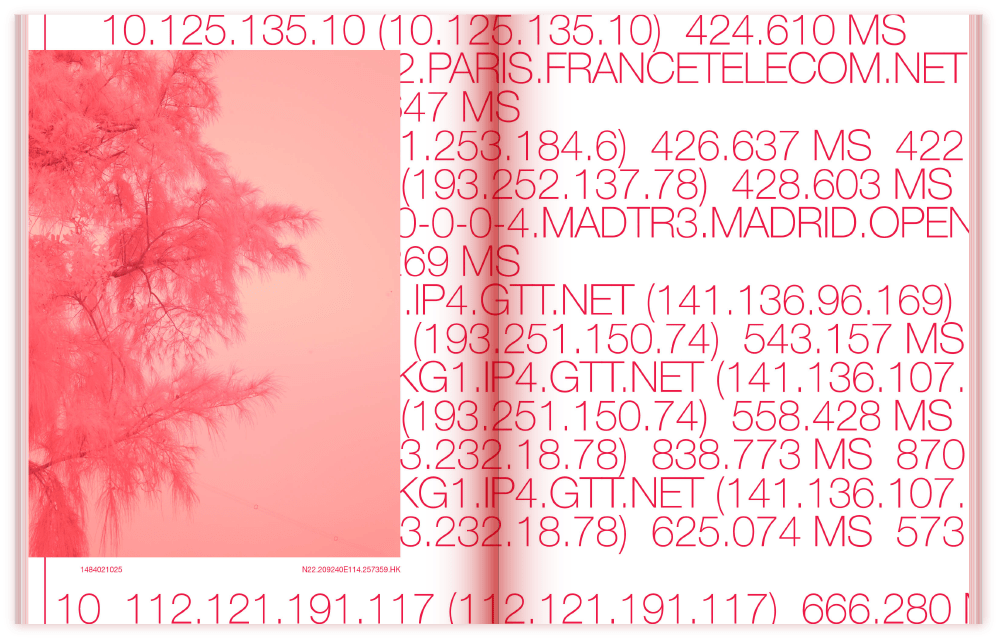 10.125.135.10 (10.125.135.10) 424.610 MS
2.PARIS.FRANCETELECOM.NET
47 MS
1.253.184.6) 426.637 MS 422
(193.252.137.78) 428.603 MS
0-0-0-4.MADTR3.MADRID.OPEN
69 MS
.IP4.GTT.NET (141.136.96.169)
(193.251.150.74) 543.157 MS
KG1.IP4.GTT.NET (141.136.107.
(193.251.150.74) 558.428 MS
3.232.18.78) 838.773 MS 870
KG1.IP4.GTT.NET (141.136.107.
3.232.18.78) 625.074 MS 573
1484021025 N22.209240E114.257359.HK
10 112.121.191.117 (112.121.191.117) 666.280